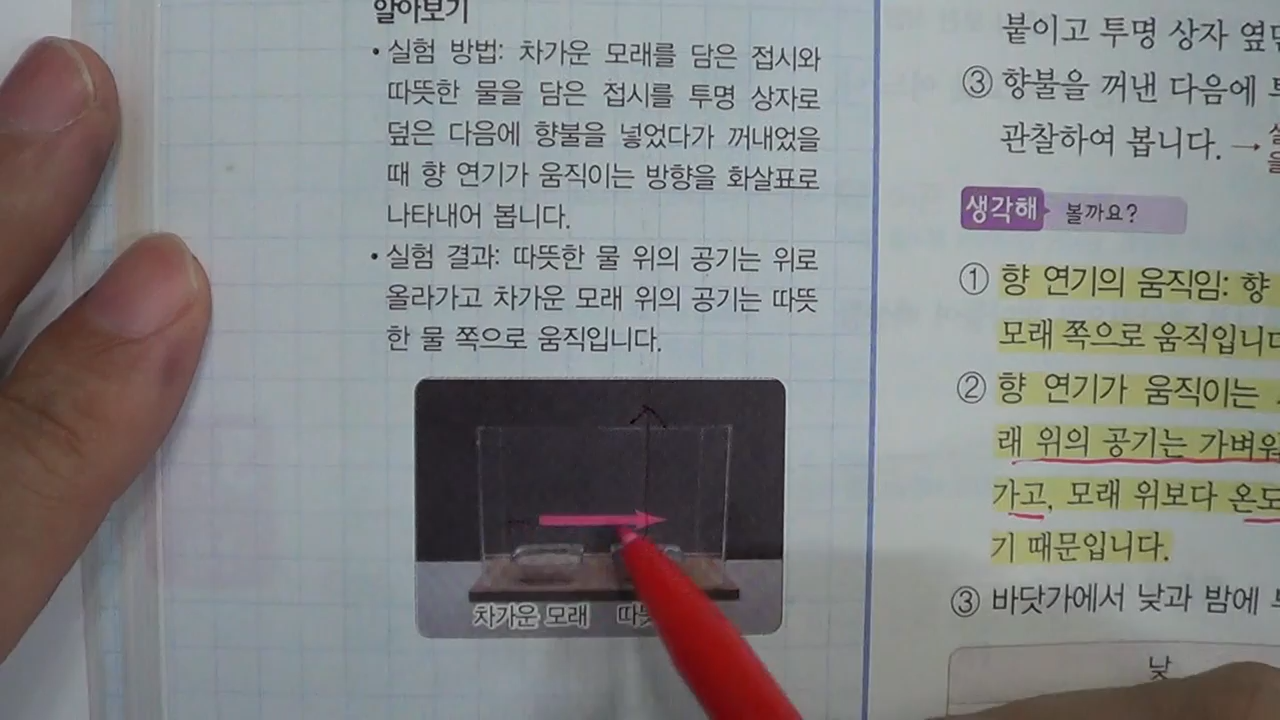 알아보기
• 실험 방법: 차가운 모래를 담은 접시와
따뜻한 물을 담은 접시를 투명 상자로
덮은 다음에 향불을 넣었다가 꺼내었을
때 향 연기가 움직이는 방향을 화살표로
나타내어 봅니다.
• 실험 결과: 따뜻한 물 위의 공기는 위로
올라가고 차가운 모래 위의 공기는 따뜻
한 물 쪽으로 움직입니다.
차가운 모래
붙이고 투명 상자
③ 향불을 꺼낸 다음에
관찰하여 봅니다. →
생각해 볼까요?
① 향 연기의 움직임: 향
모래 쪽으로 움직입니다
② 향 연기가 움직이는
래 위의 공기는 가벼워
가고, 모래 위보다 온도
기 때문입니다.
③ 바닷가에서 낮과 밤에
낮